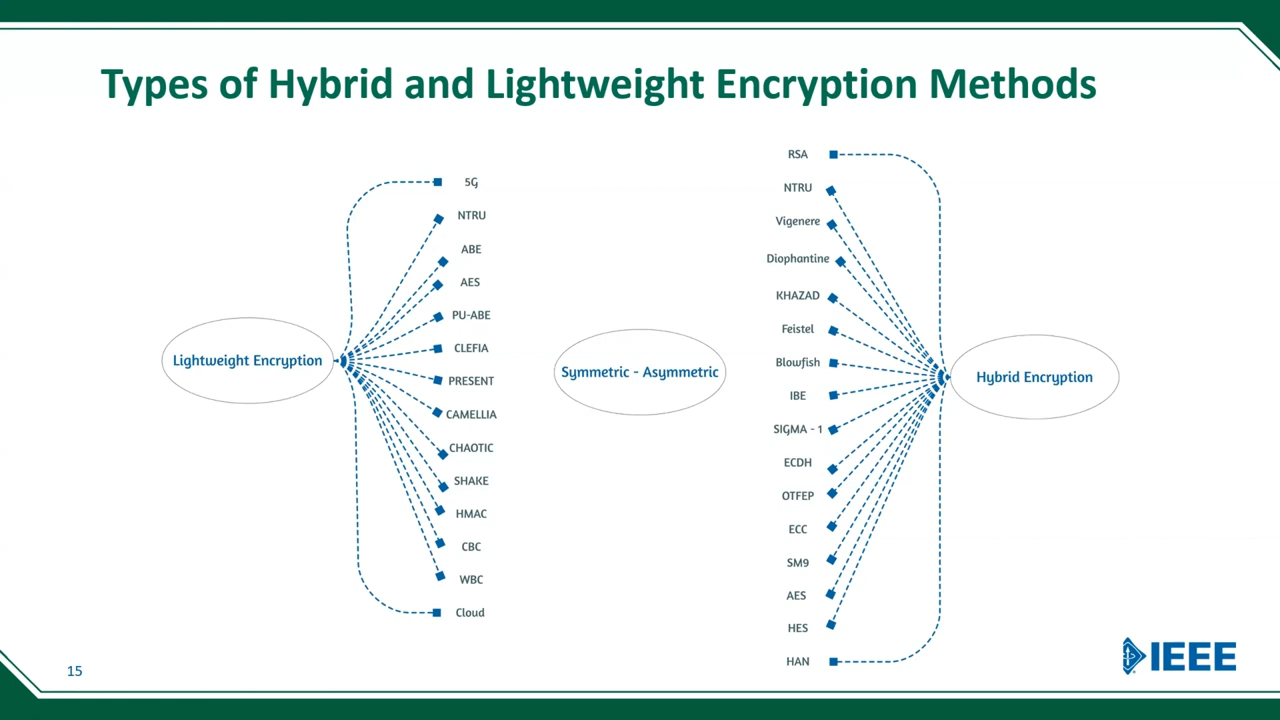 Types of Hybrid and Lightweight Encryption Methods
Lightweight Encryption
5G
NTRU
ABE
AES
PU-ABE
CLEFIA
PRESENT
CAMELLIA
CHAOTIC
SHAKE
HMAC
CBC
WBC
Cloud
Symmetric - Asymmetric
RSA
NTRU
Vigenere
Diophantine
KHAZAD
Feistel
Blowfish
IBE
SIGMA - 1
ECDH
OTFEP
ECC
SM9
AES
HES
HAN
Hybrid Encryption
15
IEEE